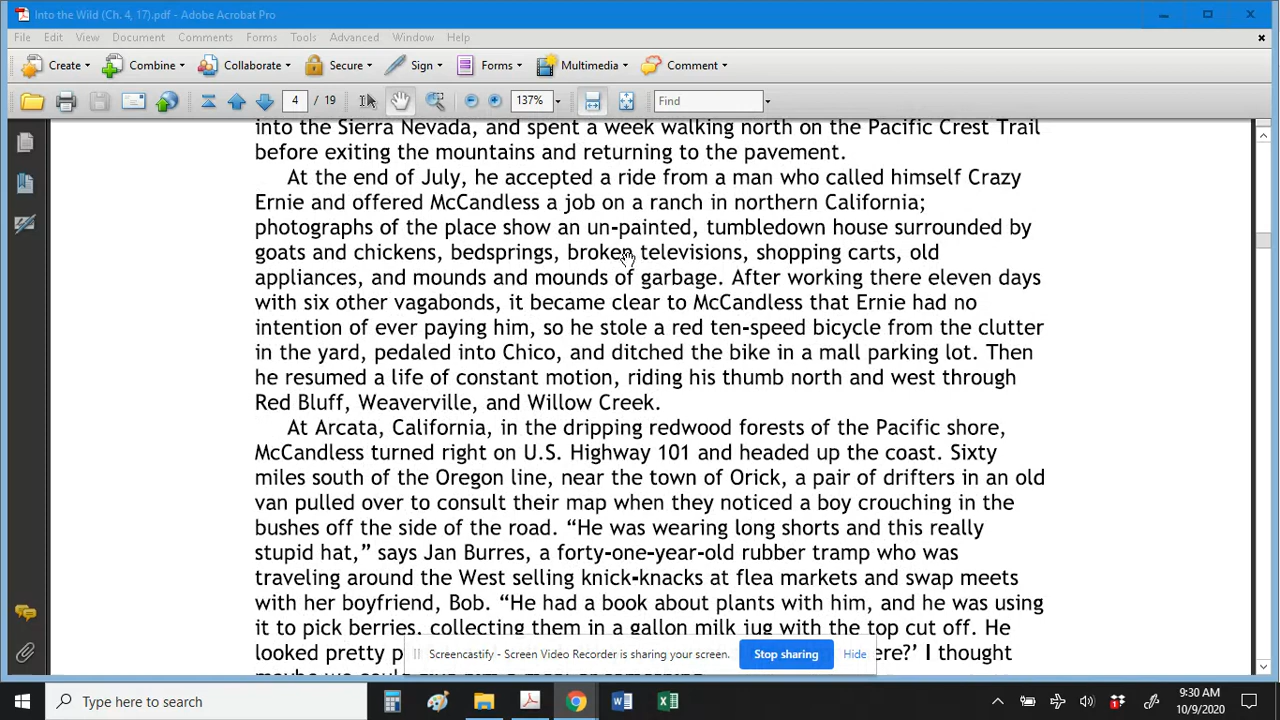 Into the Wild (Ch. 4, 17).pdf - Adobe Acrobat Pro
File Edit View Document Comments Forms Tools Advanced Window Help
Create Combine Collaborate Secure Sign Forms Multimedia Comment
4 / 19 137% Find
into the Sierra Nevada, and spent a week walking north on the Pacific Crest Trail
before exiting the mountains and returning to the pavement.
At the end of July, he accepted a ride from a man who called himself Crazy
Ernie and offered McCandless a job on a ranch in northern California;
photographs of the place show an un-painted, tumbledown house surrounded by
goats and chickens, bedsprings, broken televisions, shopping carts, old
appliances, and mounds and mounds of garbage. After working there eleven days
with six other vagabonds, it became clear to McCandless that Ernie had no
intention of ever paying him, so he stole a red ten-speed bicycle from the clutter
in the yard, pedaled into Chico, and ditched the bike in a mall parking lot. Then
he resumed a life of constant motion, riding his thumb north and west through
Red Bluff, Weaverville, and Willow Creek.
At Arcata, California, in the dripping redwood forests of the Pacific shore,
McCandless turned right on U.S. Highway 101 and headed up the coast. Sixty
miles south of the Oregon line, near the town of Orick, a pair of drifters in an old
van pulled over to consult their map when they noticed a boy crouching in the
bushes off the side of the road. “He was wearing long shorts and this really
stupid hat,” says Jan Burres, a forty-one-year-old rubber tramp who was
traveling around the West selling knick-knacks at flea markets and swap meets
with her boyfriend, Bob. “He had a book about plants with him, and he was using
it to pick berries, collecting them in a gallon milk jug with the top cut off. He
looked pretty
Screencastify - Screen Video Recorder is sharing your screen. Stop sharing Hide
I thought
Type here to search
9:30 AM
10/9/2020